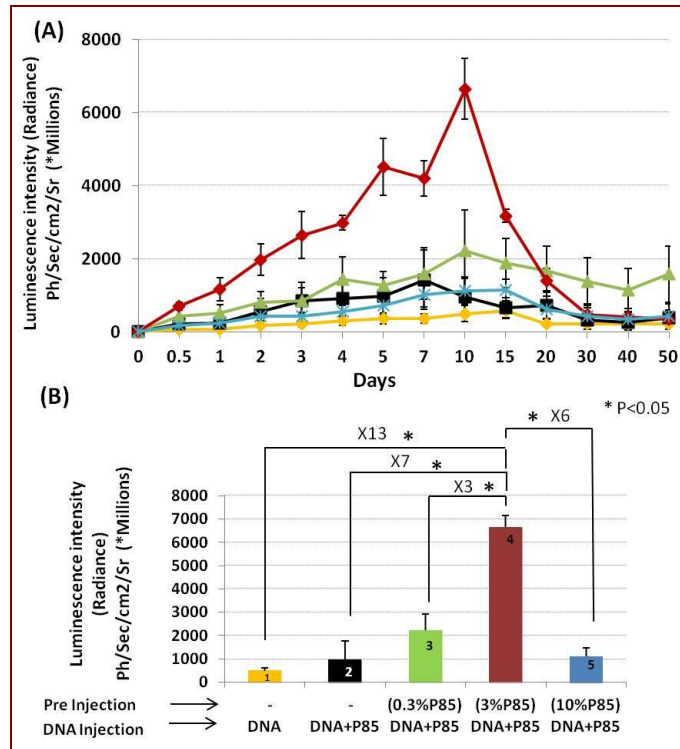 (A)
Luminescence intensity (Radiance)
Ph/Sec/cm2/Sr (*Millions)
8000
6000
4000
2000
0
0 0.5 1 2 3 4 5 7 10 15 20 30 40 50
Days
(B)
* P<0.05
X13 *
* X6
X7 *
X3 *
Luminescence intensity
(Radiance)
Ph/Sec/cm2/Sr (*Millions)
8000
7000
6000
5000
4000
3000
2000
1000
0
1
2
3
4
5
Pre Injection - - (0.3%P85) (3%P85) (10%P85)
DNA Injection DNA DNA+P85 DNA+P85 DNA+P85 DNA+P85